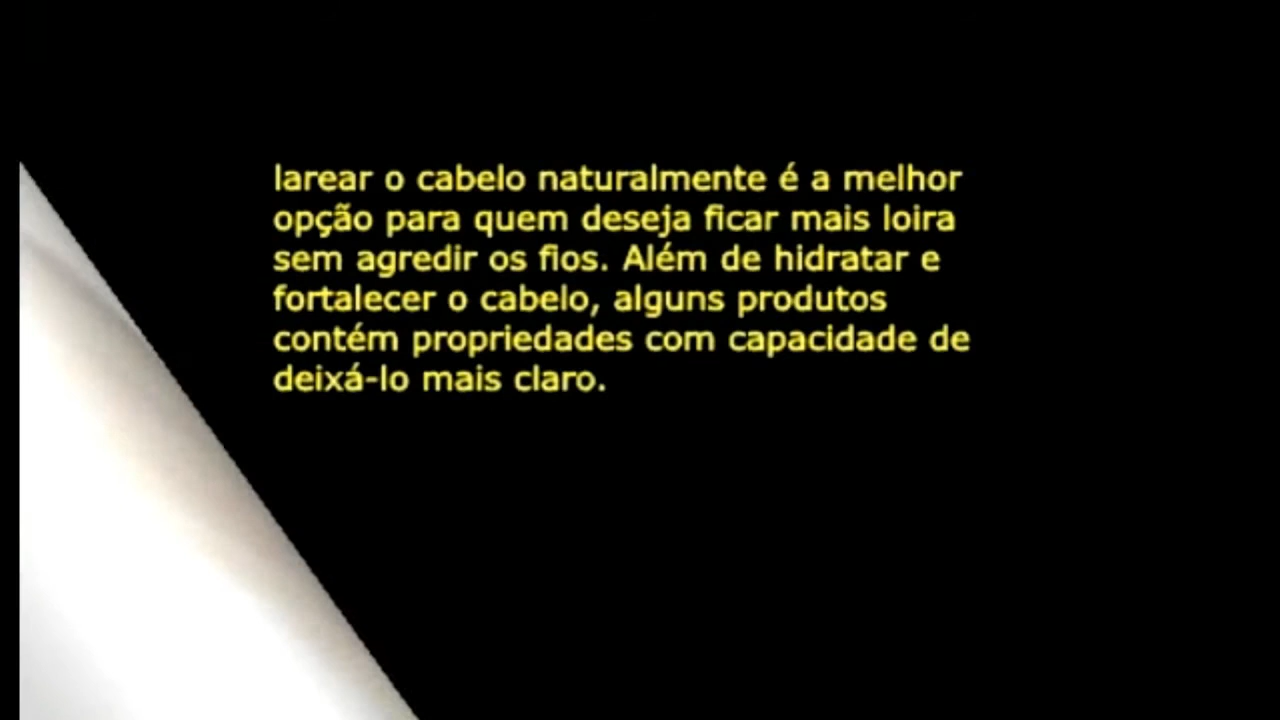 larear o cabelo naturalmente é a melhor
opção para quem deseja ficar mais loira
sem agredir os fios. Além de hidratar e
fortalecer o cabelo, alguns produtos
contém propriedades com capacidade de
deixá-lo mais claro.